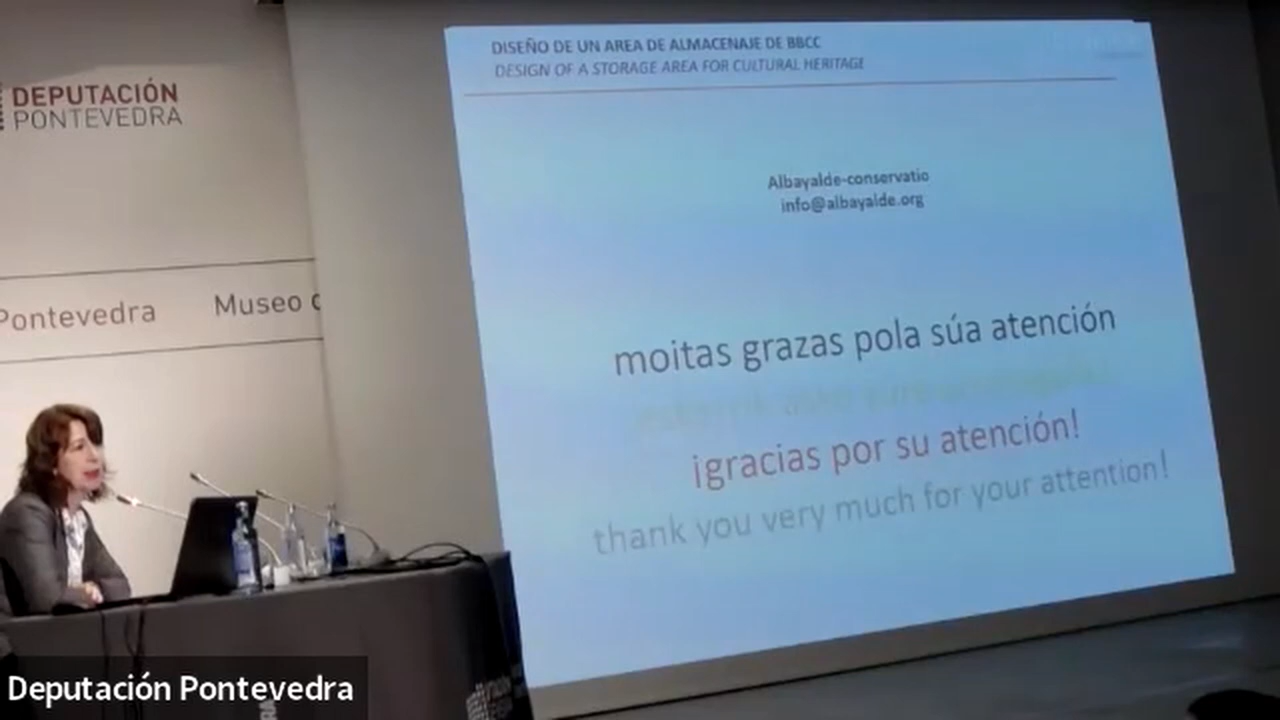 DEPUTACIÓN
PONTEVEDRA
Pontevedra Museo
DISEÑO DE UN AREA DE ALMACENAJE DE BBCC
DESIGN OF A STORAGE AREA FOR CULTURAL HERITAGE
Albayalde-conservatio
info@albayalde.org
moitas grazas pola súa atención
¡gracias por su atención!
thank you very much for your attention!
Deputación Pontevedra